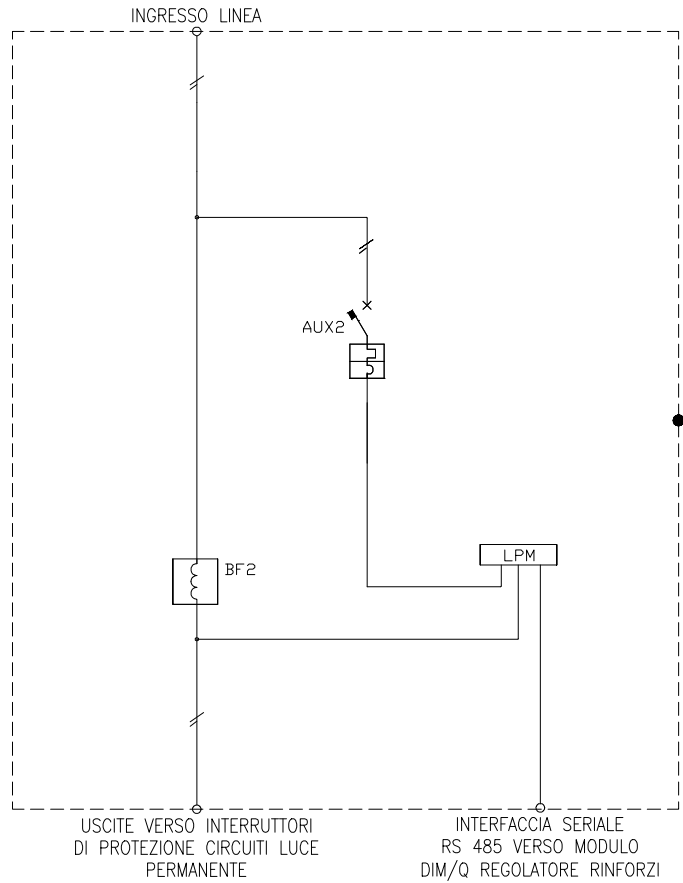 INGRESSO LINEA
AUX2
LPM
BF2
USCITE VERSO INTERRUTTORI
DI PROTEZIONE CIRCUITI LUCE
PERMANENTE
INTERFACCIA SERIALE
RS 485 VERSO MODULO
DIM/Q REGOLATORE RINFORZI